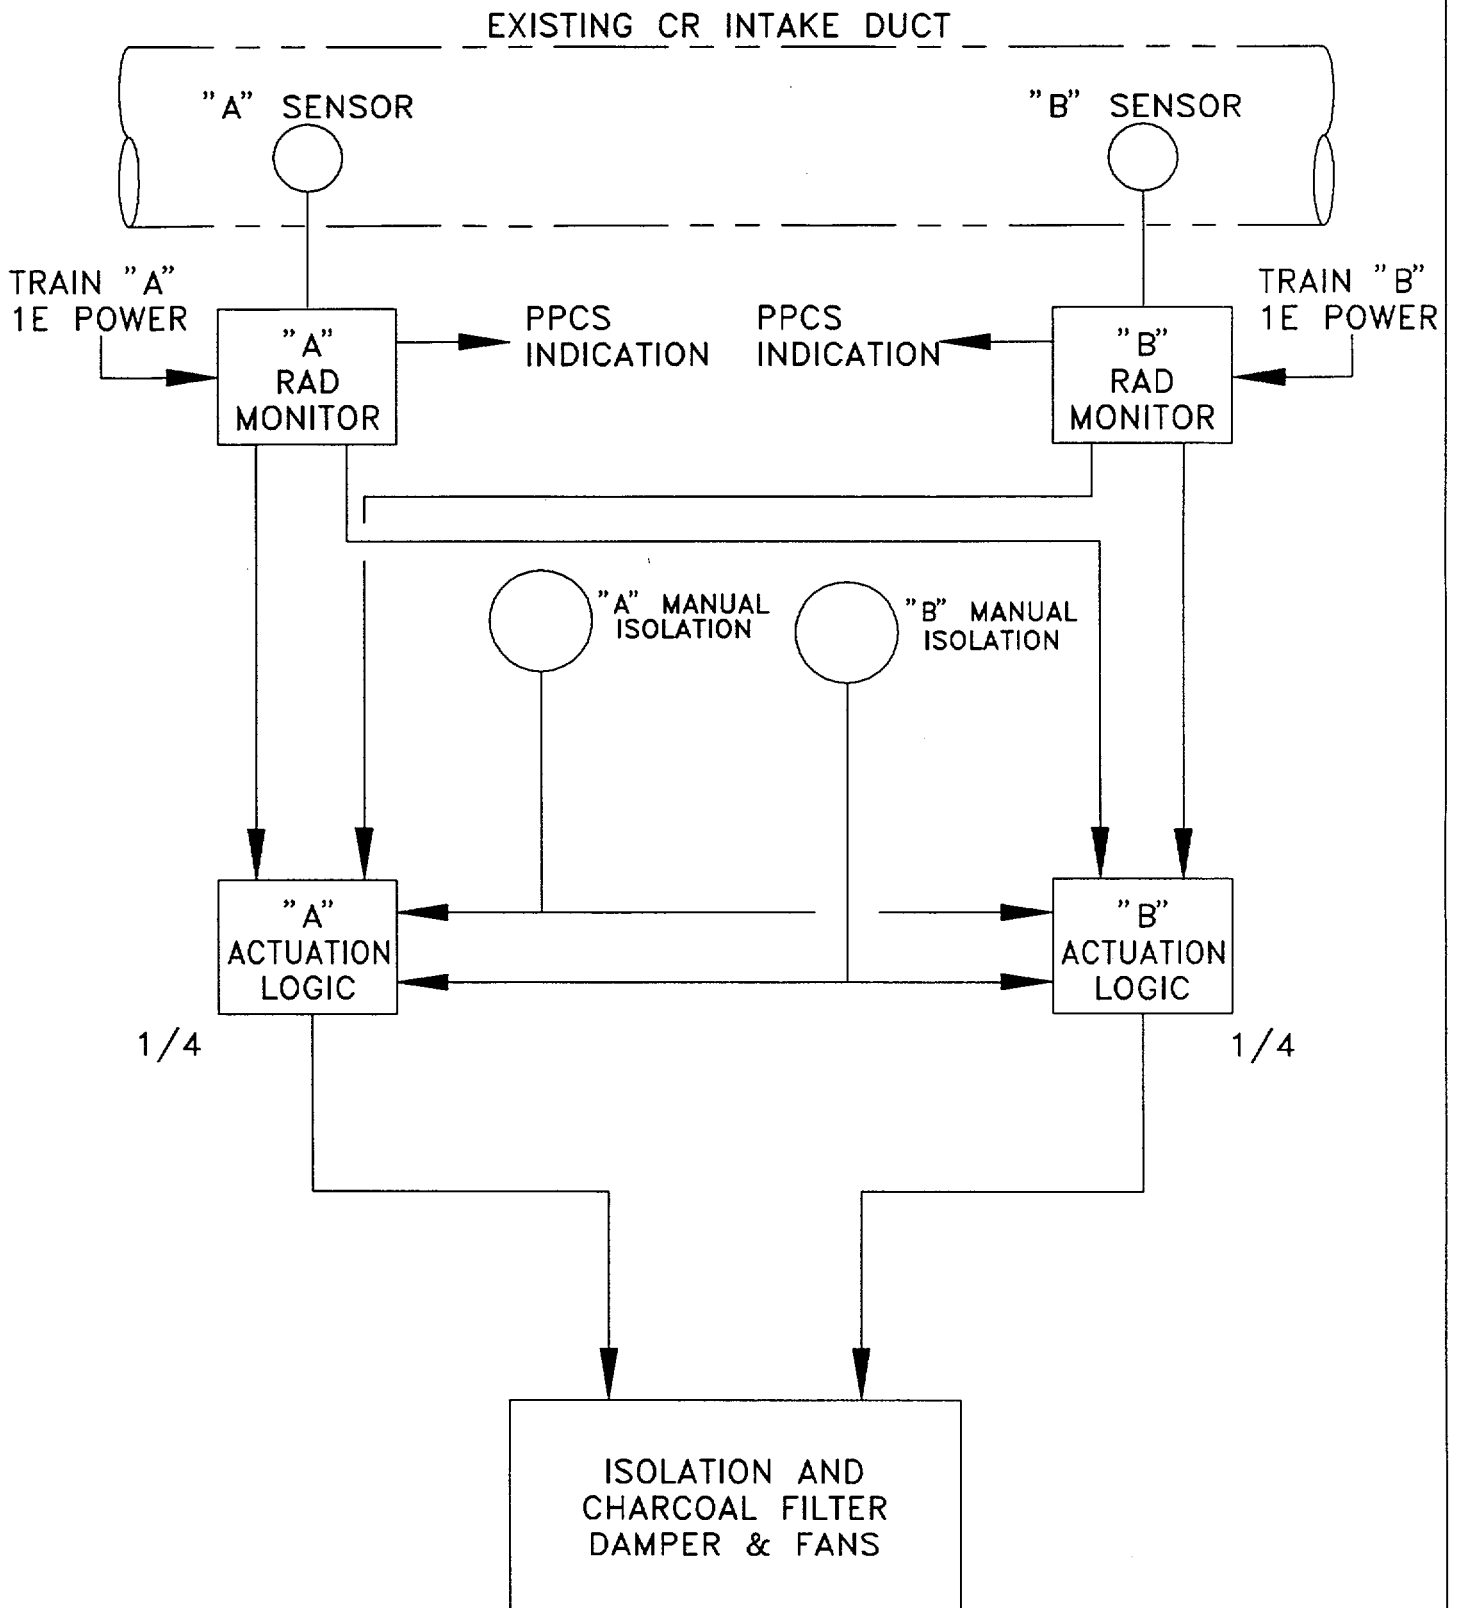 EXISTING CR INTAKE DUCT
"A" SENSOR
"B" SENSOR
TRAIN "A"
1E POWER
"A"
RAD
MONITOR
PPCS
INDICATION
PPCS
INDICATION
"B"
RAD
MONITOR
TRAIN "B"
1E POWER
"A" MANUAL
ISOLATION
"B" MANUAL
ISOLATION
"A"
ACTUATION
LOGIC
1/4
"B"
ACTUATION
LOGIC
1/4
ISOLATION AND
CHARCOAL FILTER
DAMPER & FANS